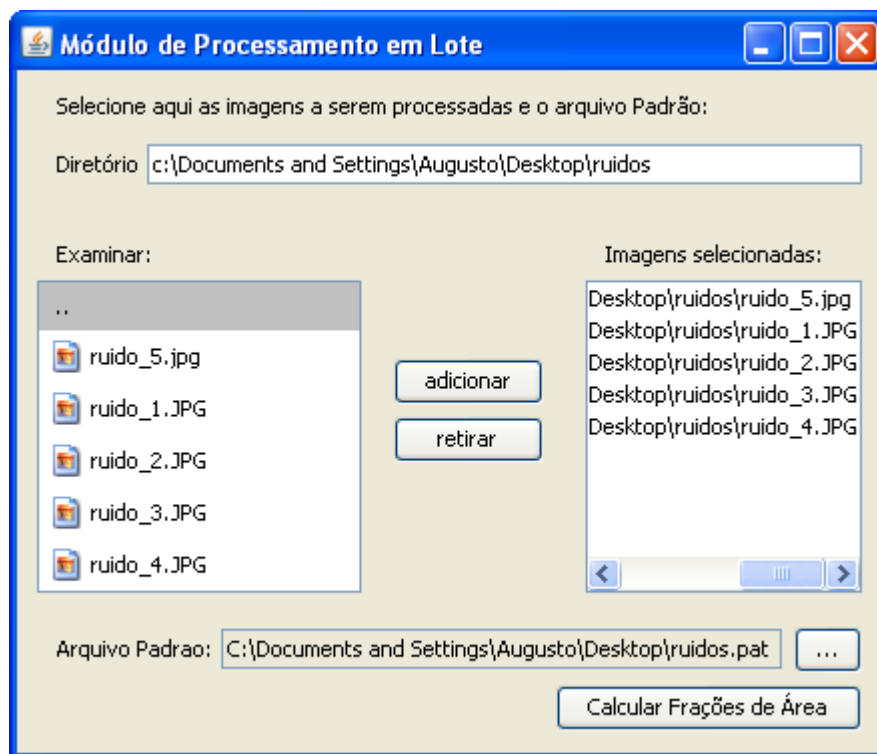 Módulo de Processamento em Lote
Selecione aqui as imagens a serem processadas e o arquivo Padrão:
Diretório c:\Documents and Settings\Augusto\Desktop\ruidos
Examinar:
..
ruido_5.jpg
ruido_1.JPG
ruido_2.JPG
ruido_3.JPG
ruido_4.JPG
adicionar
retirar
Imagens selecionadas:
Desktop\ruidos\ruido_5.jpg
Desktop\ruidos\ruido_1.JPG
Desktop\ruidos\ruido_2.JPG
Desktop\ruidos\ruido_3.JPG
Desktop\ruidos\ruido_4.JPG
Arquivo Padrao: C:\Documents and Settings\Augusto\Desktop\ruidos.pat ...
Calcular Frações de Área